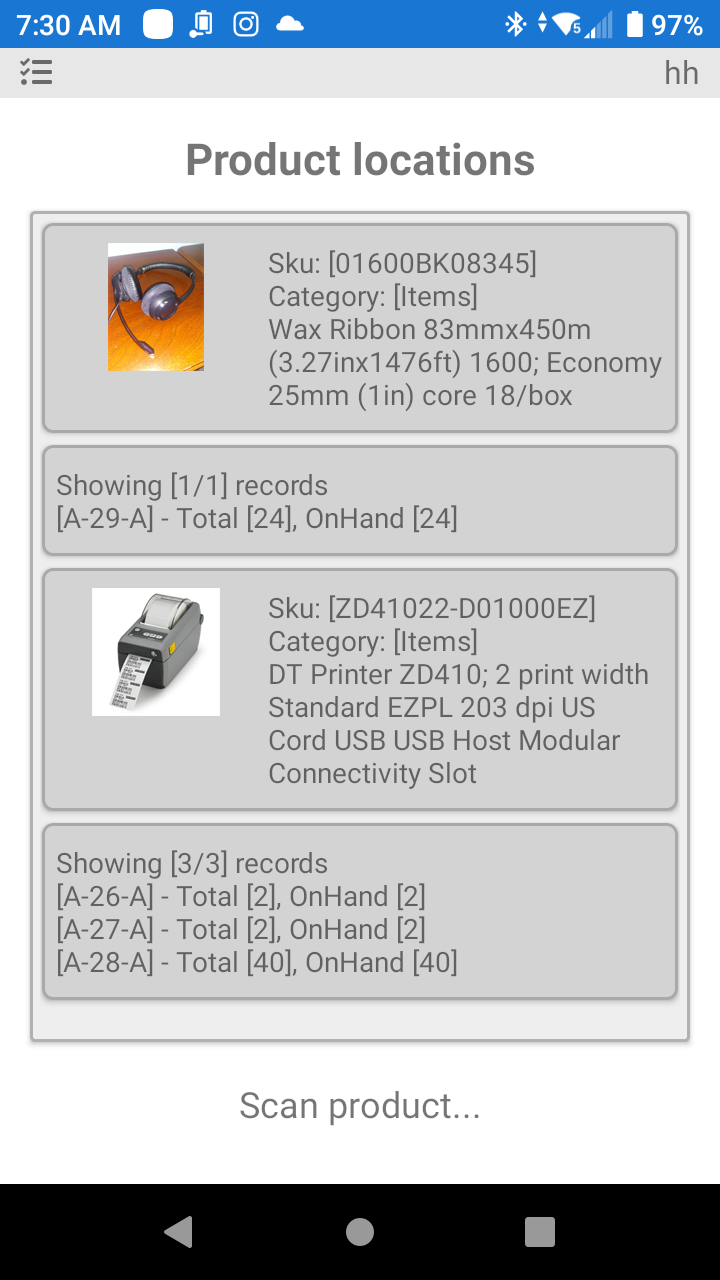 7:30 AM 5 97%
hh
Product locations
Sku: [01600BK08345]
Category: [Items]
Wax Ribbon 83mmx450m
(3.27inx1476ft) 1600; Economy
25mm (1in) core 18/box
Showing [1/1] records
[A-29-A] - Total [24], OnHand [24]
Sku: [ZD41022-D01000EZ]
Category: [Items]
DT Printer ZD410; 2 print width
Standard EZPL 203 dpi US
Cord USB USB Host Modular
Connectivity Slot
Showing [3/3] records
[A-26-A] - Total [2], OnHand [2]
[A-27-A] - Total [2], OnHand [2]
[A-28-A] - Total [40], OnHand [40]
Scan product...